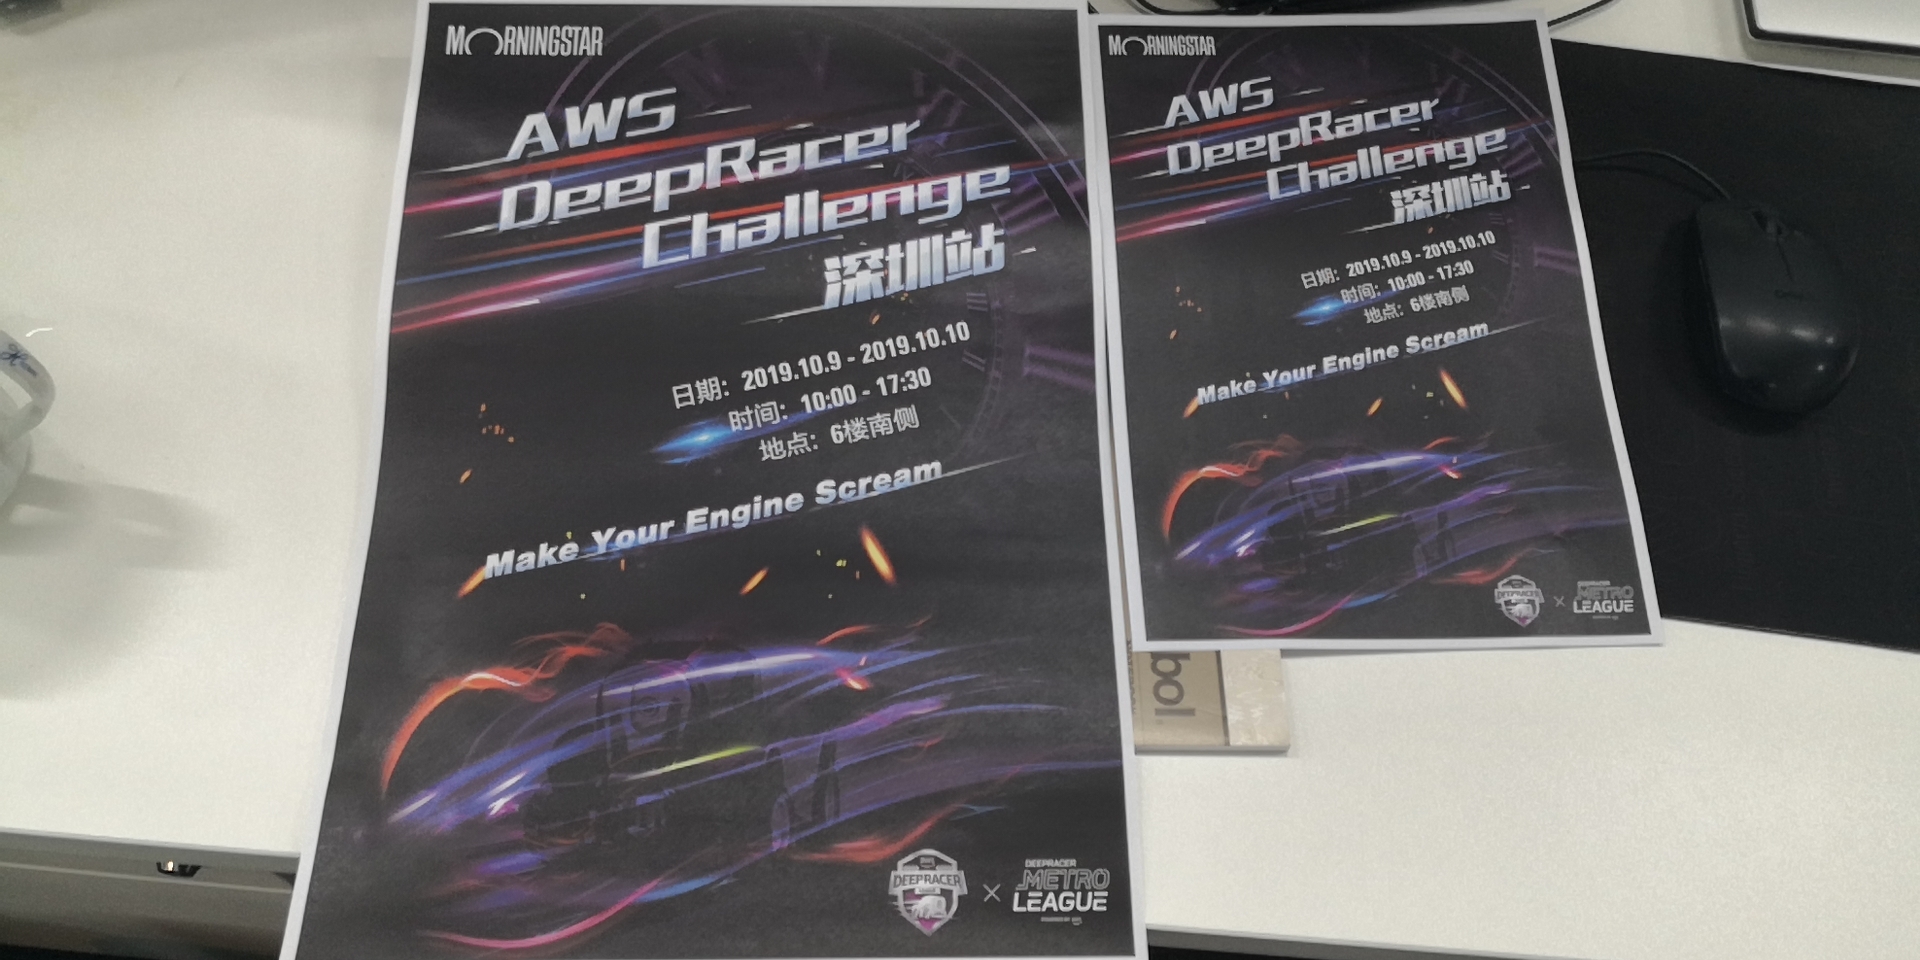 MORNINGSTAR
AWS
DeepRacer
Challenge
深圳站
日期: 2019.10.9 - 2019.10.10
时间: 10:00 - 17:30
地点: 6楼南侧
Make Your Engine Scream
DEEPRACER
×
DEEPRACER
METRO
LEAGUE
MORNINGSTAR
AWS
DeepRacer
Challenge
深圳站
日期: 2019.10.9 - 2019.10.10
时间: 10:00 - 17:30
地点: 6楼南侧
Make Your Engine Scream
DEEPRACER
×
METRO
LEAGUE
bol